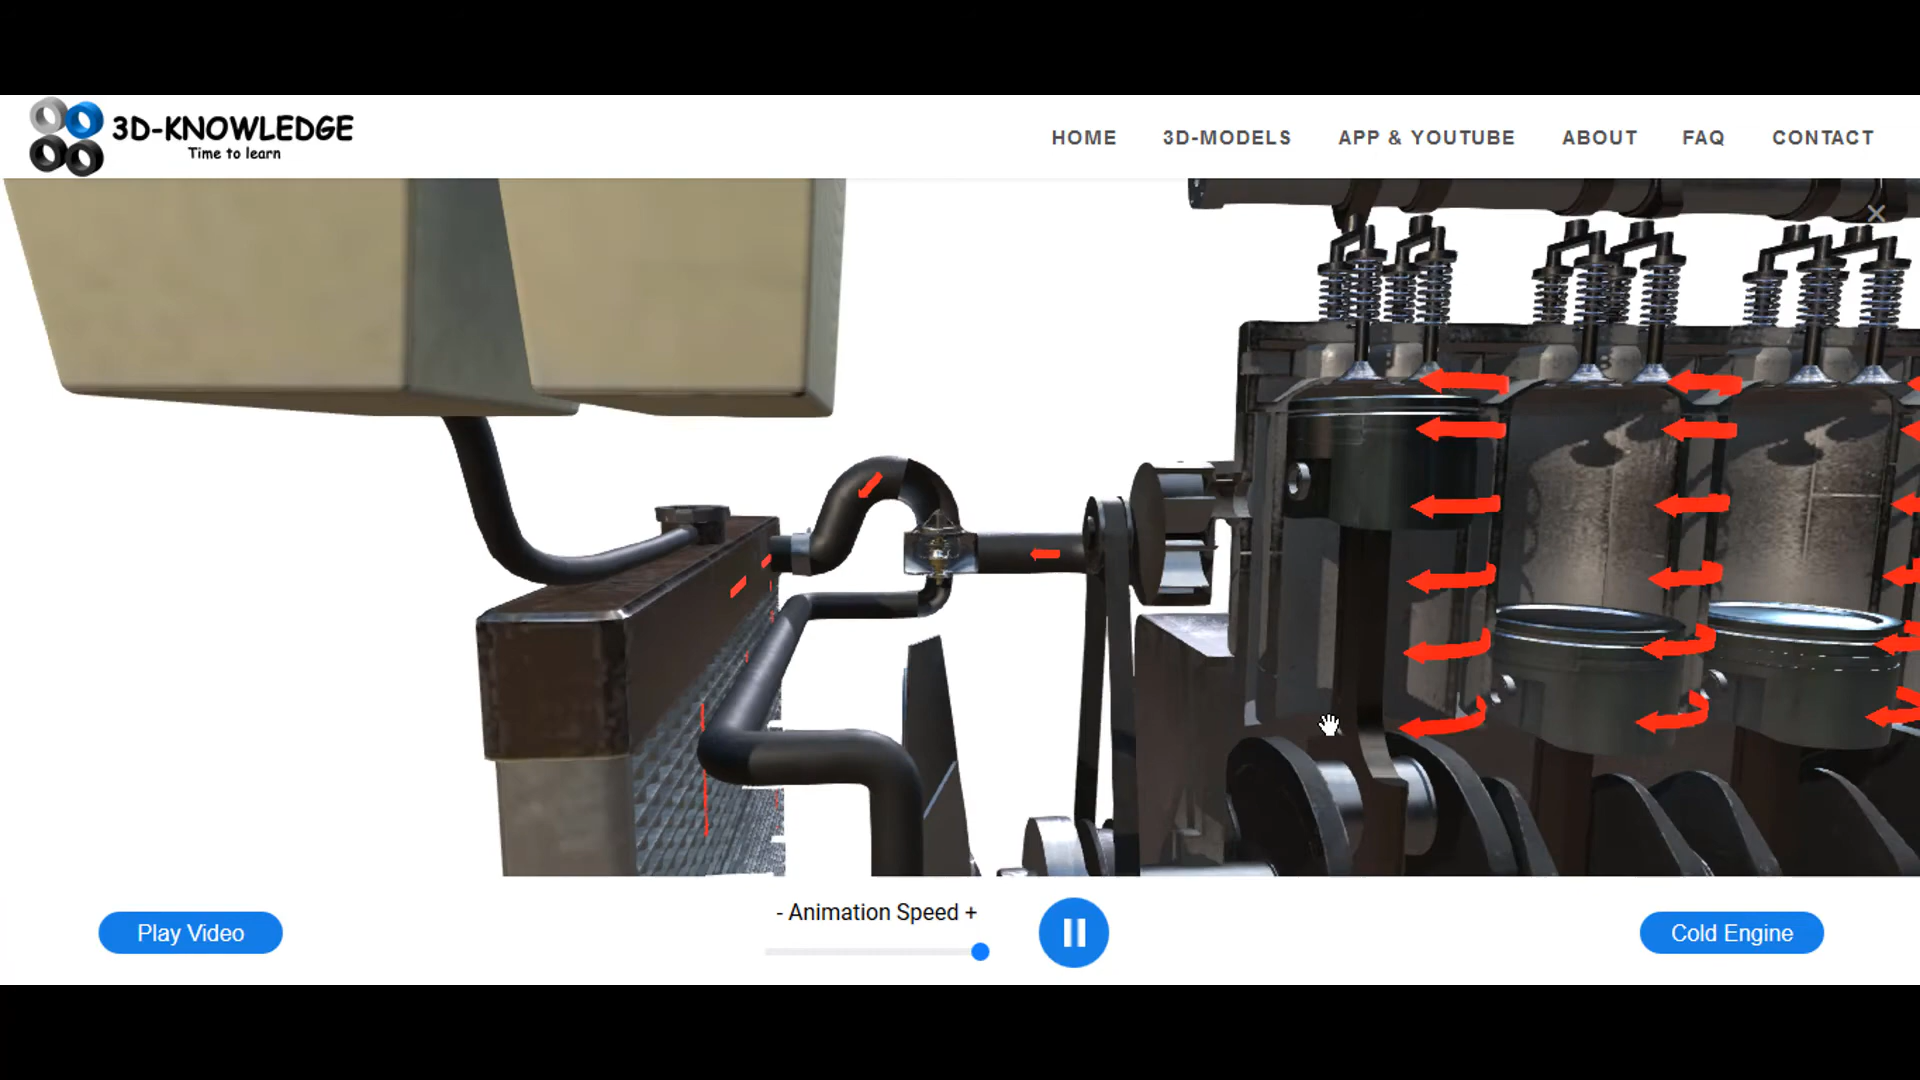 3D-KNOWLEDGE
Time to learn
HOME 3D-MODELS APP & YOUTUBE ABOUT FAQ CONTACT
- Animation Speed +
Play Video
Cold Engine